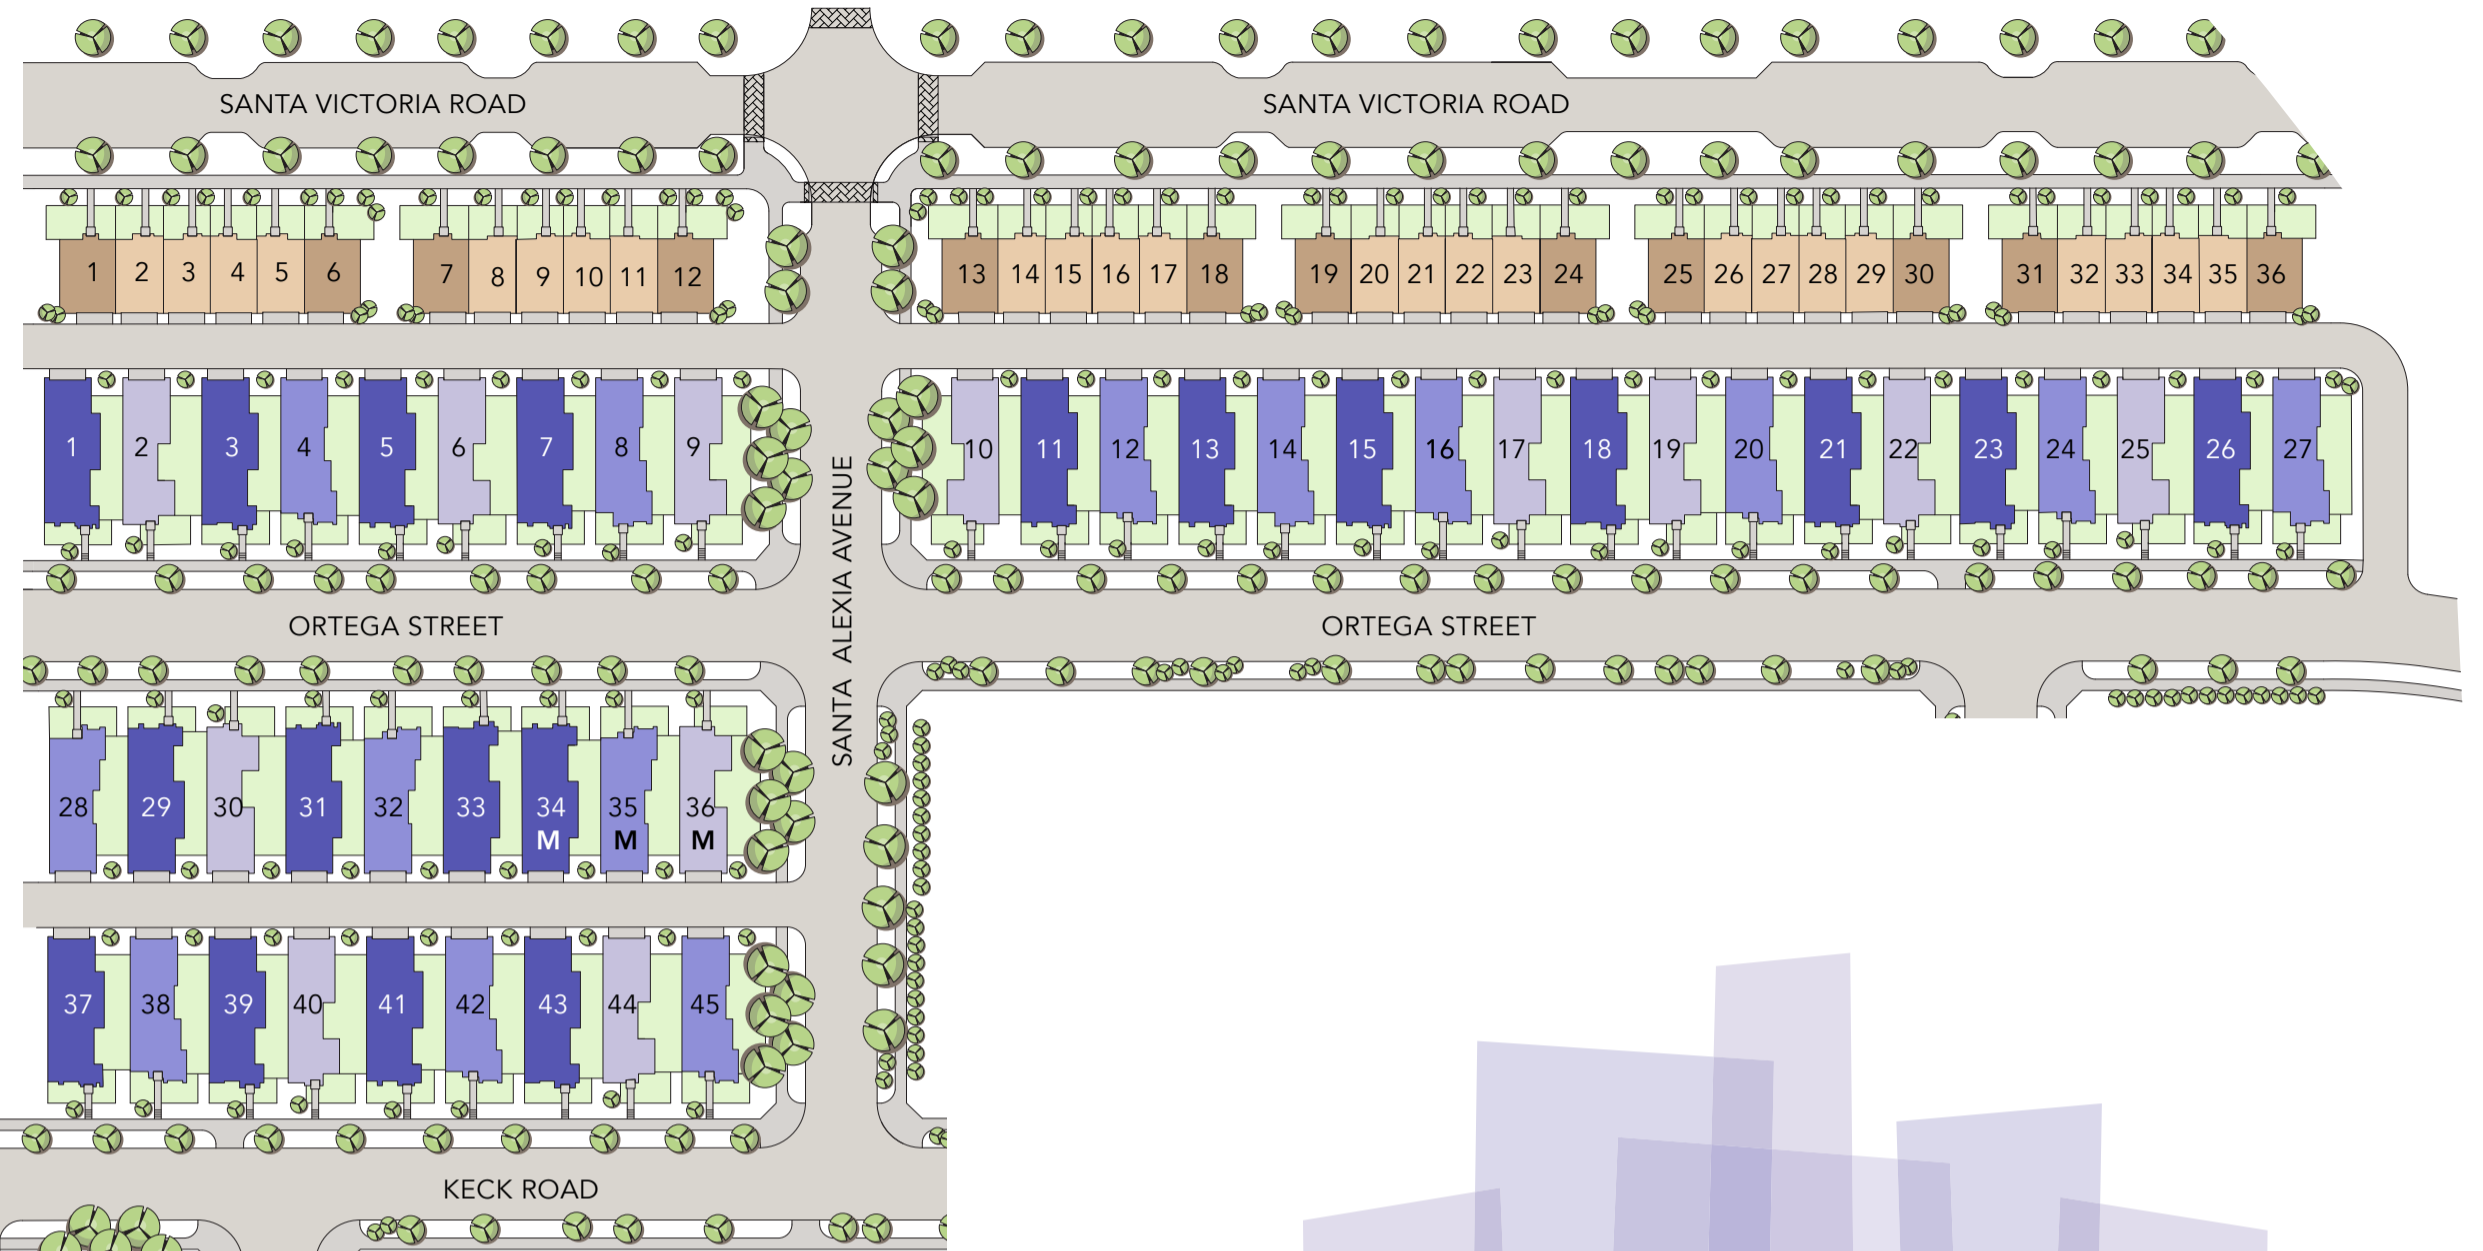 SANTA VICTORIA ROAD SANTA VICTORIA ROAD
1 2 3 4 5 6 7 8 9 10 11 12 13 14 15 16 17 18 19 20 21 22 23 24 25 26 27 28 29 30 31 32 33 34 35 36
1 2 3 4 5 6 7 8 9 10 11 12 13 14 15 16 17 18 19 20 21 22 23 24 25 26 27
SANTA ALEXIA AVENUE
ORTEGA STREET ORTEGA STREET
28 29 30 31 32 33 34 35 36
M M M
37 38 39 40 41 42 43 44 45
KECK ROAD